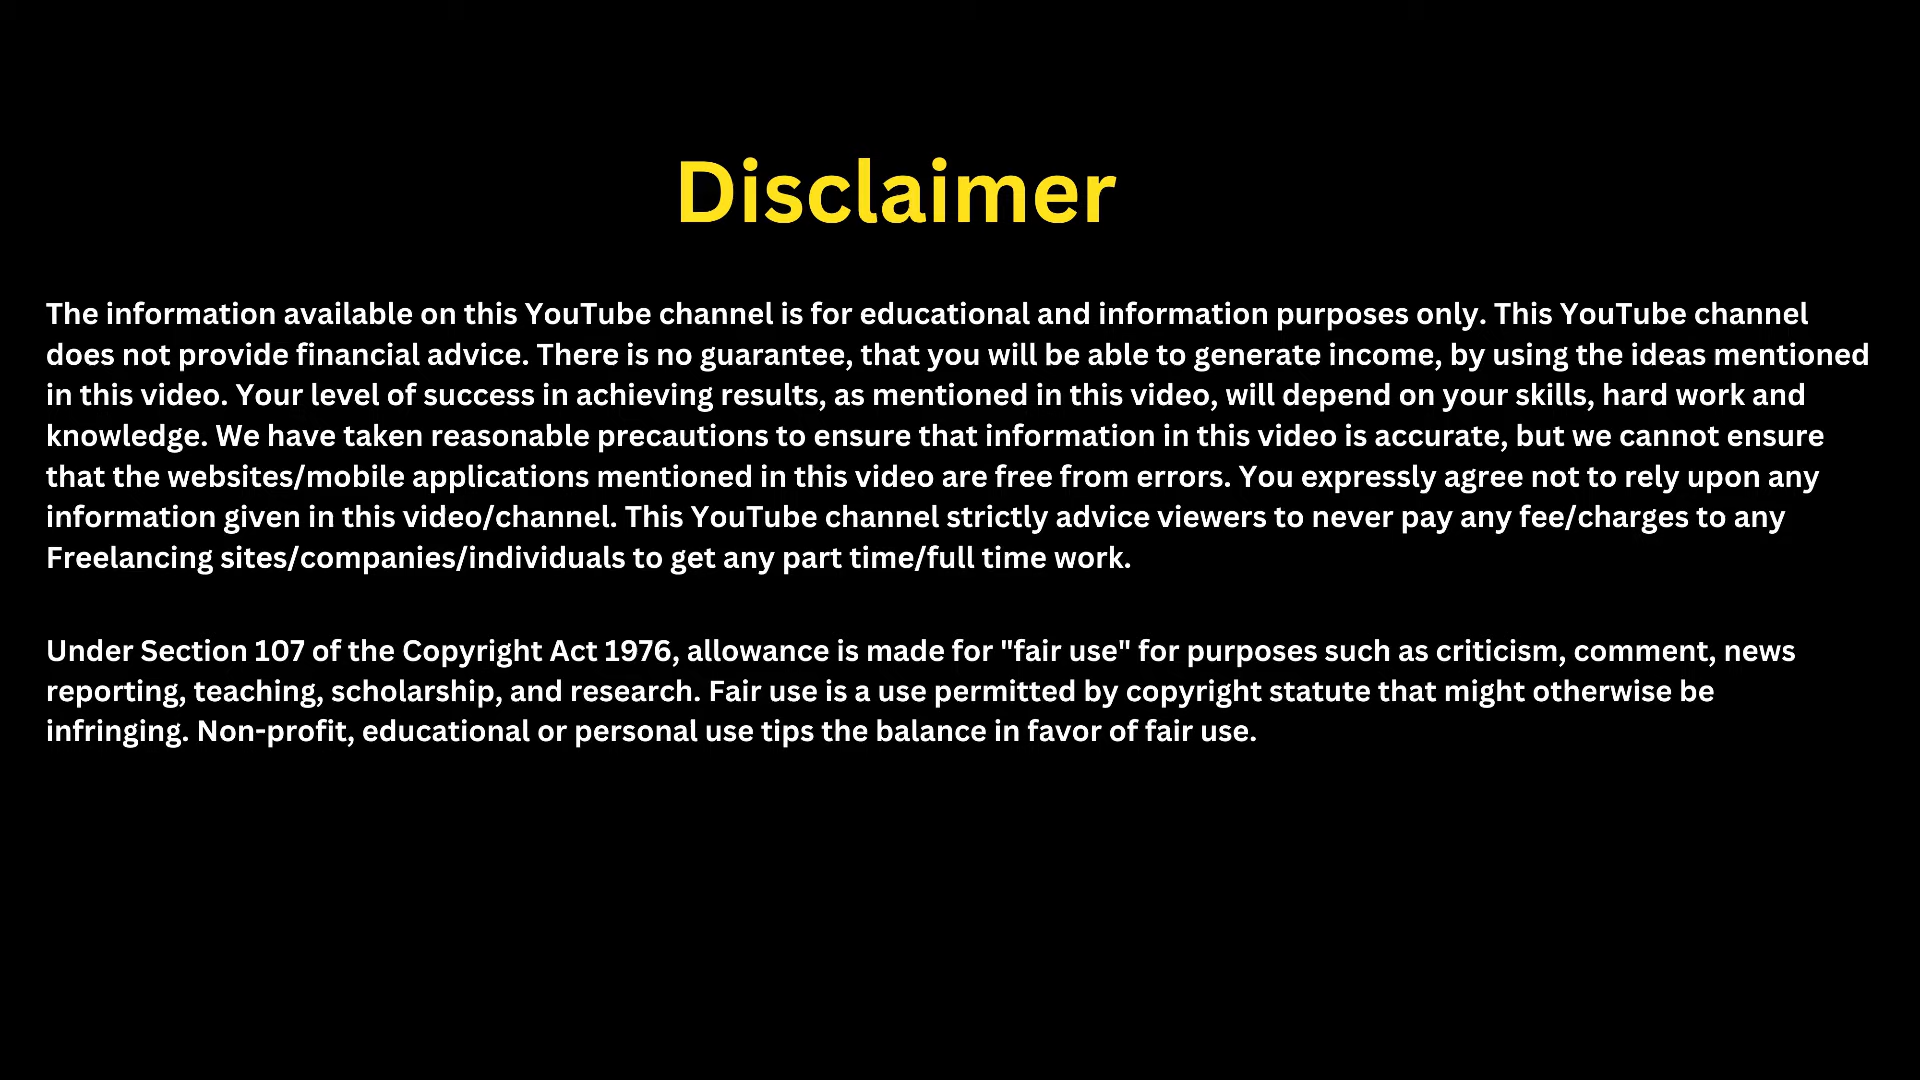 Disclaimer
The information available on this YouTube channel is for educational and information purposes only. This YouTube channel
does not provide financial advice. There is no guarantee, that you will be able to generate income, by using the ideas mentioned
in this video. Your level of success in achieving results, as mentioned in this video, will depend on your skills, hard work and
knowledge. We have taken reasonable precautions to ensure that information in this video is accurate, but we cannot ensure
that the websites/mobile applications mentioned in this video are free from errors. You expressly agree not to rely upon any
information given in this video/channel. This YouTube channel strictly advice viewers to never pay any fee/charges to any
Freelancing sites/companies/individuals to get any part time/full time work.
Under Section 107 of the Copyright Act 1976, allowance is made for "fair use" for purposes such as criticism, comment, news
reporting, teaching, scholarship, and research. Fair use is a use permitted by copyright statute that might otherwise be
infringing. Non-profit, educational or personal use tips the balance in favor of fair use.